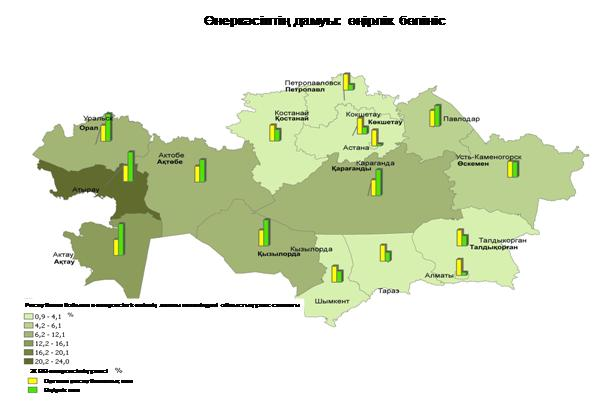 Өнеркәсіптің дамуы: өңірлік бөлініс
Петропавловск
Петропавл
Костанай
Қостанай
Кокшетау
Көкшетау
Астана
Павлодар
Уральск
Орал
Актобе
Ақтөбе
Караганда
Қарағанды
Усть-Каменогорск
Өскемен
Атырау
Актау
Ақтау
Кызылорда
Қызылорда
Талдыкорган
Талдықорған
Алматы
Тараз
Шымкент
%
0,9 - 4,1
4,2 - 6,1
6,2 - 12,1
12,2 - 16,1
16,2 - 20,1
20,2 - 24,0
%